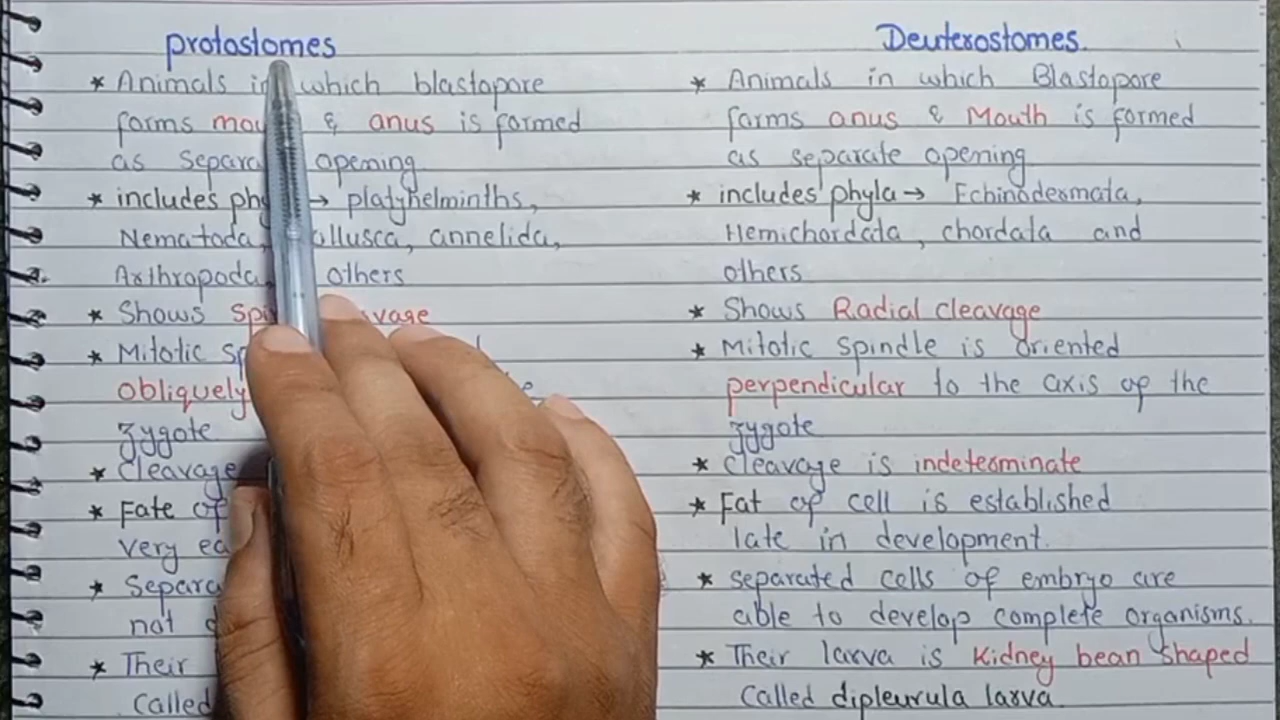 protostomes
* Animals in which blastopore
forms mou & anus is formed
as Separa opening
* includes phy → platyhelminths,
Nematoda, ollusca, annelida,
Arthropoda, others
* Shows spi avage
* Mitotic sp
obliquely
zygote
* Cleavage
* Fate of
very ea
* Separa
not d
* Their
Called
Deuterostomes.
* Animals in which Blastopore
forms anus & Mouth is formed
as separate opening
* includes phyla → Echinodermata,
Hemichordata, chordata and
others
* Shows Radial cleavage
* Mitotic spindle is oriented
perpendicular to the axis of the
zygote
* Cleavage is indeterminate
* Fat of cell is established
late in development.
* separated cells of embryo are
able to develop complete organisms.
* Their larva is Kidney bean shaped
Called dipleurula larva.